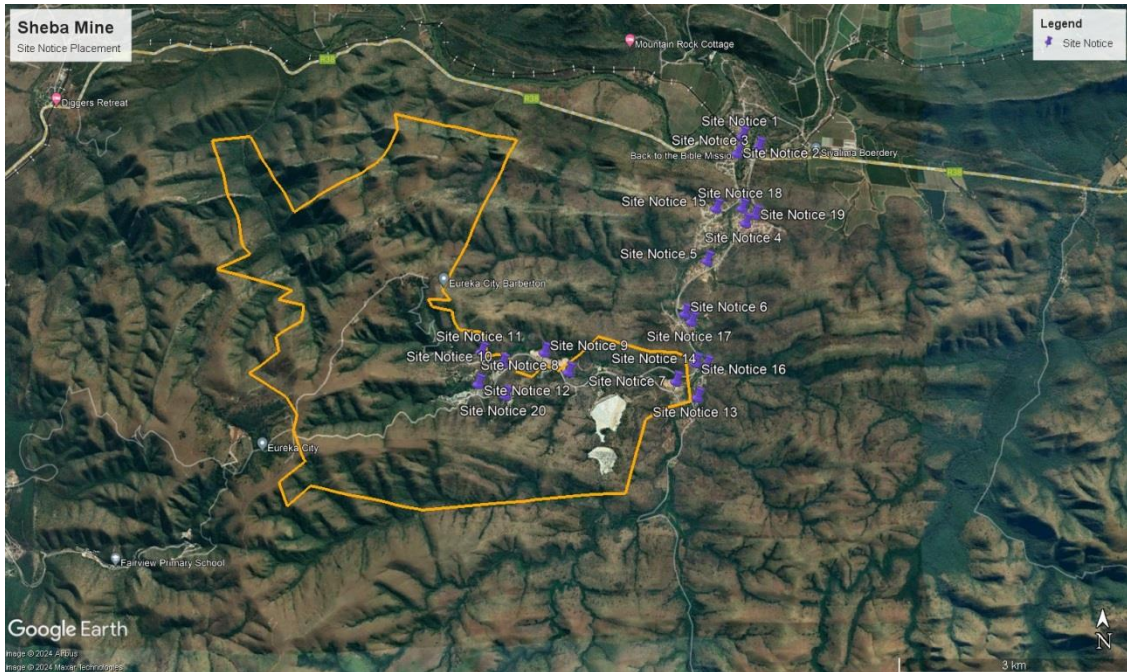 Sheba Mine
Site Notice Placement
Legend
Site Notice
Mountain Rock Cottage
R38
Diggers Retreat
R38
Site Notice 1
Site Notice 3
Back to the Bible Mission
Site Notice 2
Siyalima Boerdery
R38
Site Notice 18
Site Notice 15
Site Notice 19
Site Notice 4
Site Notice 5
Eureka City Barberton
Site Notice 6
Site Notice 11
Site Notice 17
Site Notice 9
Site Notice 10
Site Notice 14
Site Notice 8
Site Notice 16
Site Notice 7
Site Notice 12
Site Notice 20
Site Notice 13
Eureka City
Fairview Primary School
Google Earth
Image © 2024 Airbus
Image © 2024 Maxar Technologies
N
3 km